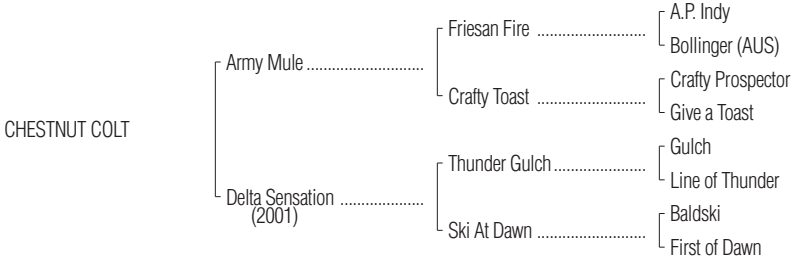 A.P. Indy
Friesan Fire ..........................
Bollinger (AUS)
Army Mule ............................
Crafty Prospector
Crafty Toast ..........................
Give a Toast
CHESTNUT COLT
Gulch
Thunder Gulch......................
Line of Thunder
Delta Sensation ....................
(2001)
Baldski
Ski At Dawn ..........................
First of Dawn